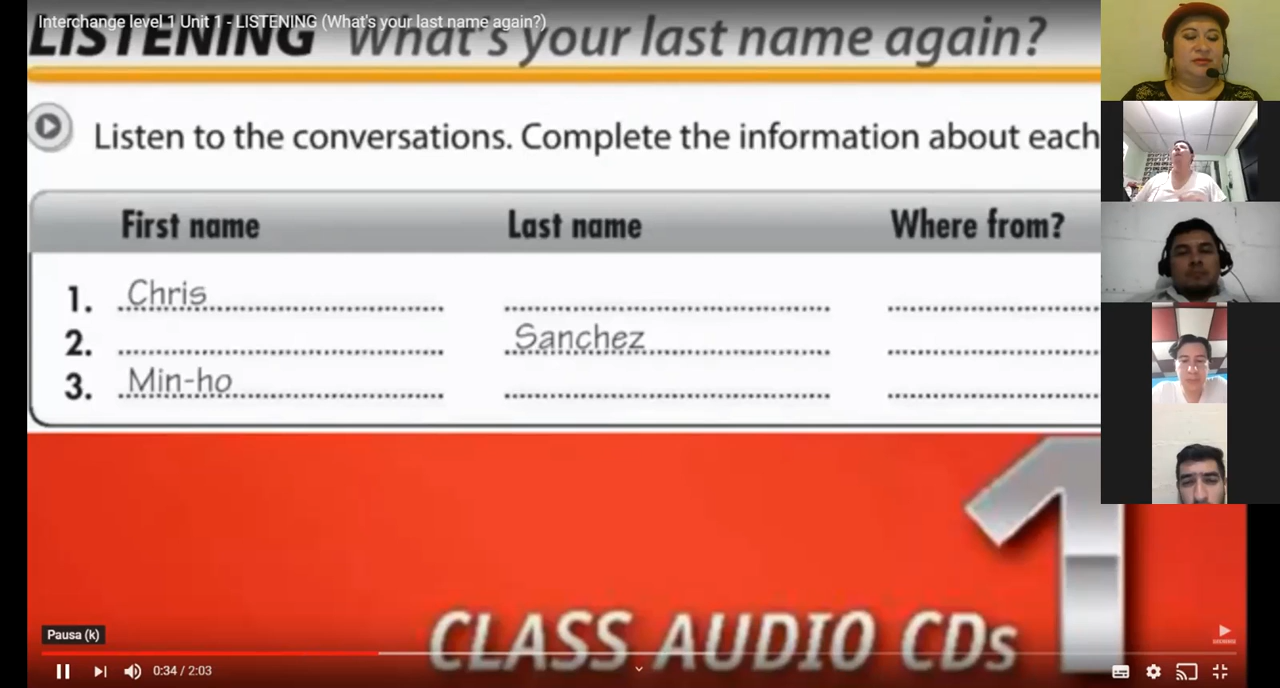 Interchange level 1 Unit 1 - LISTENING (What's your last name again?)
LISTENING What's your last name again?
Listen to the conversations. Complete the information about each
First name Last name Where from?
1. Chris
2. Sanchez
3. Min-ho
1
CLASS AUDIO CDs
Pausa (k)
0:34 / 2:03